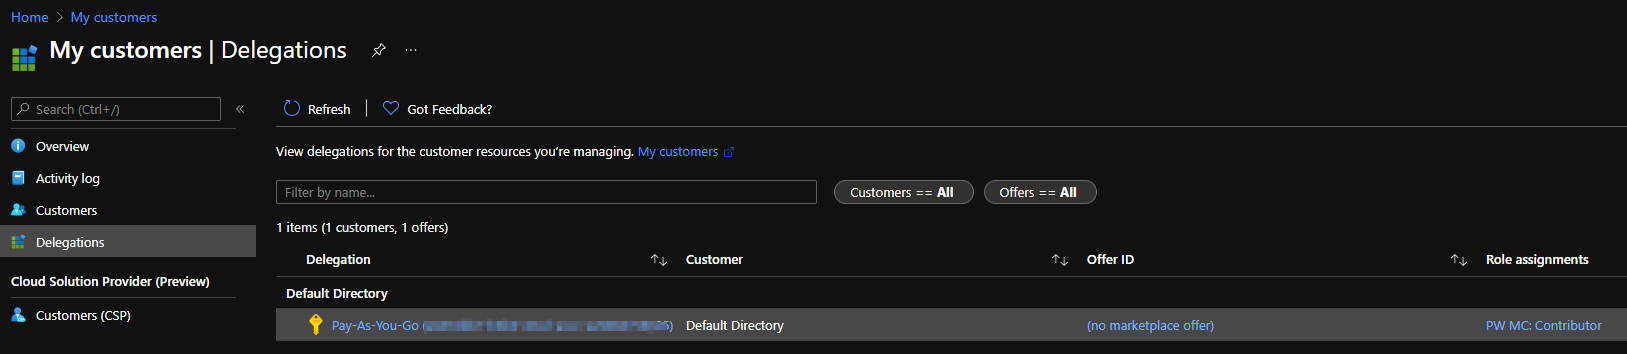 Home > My customers
My customers | Delegations ...
Search (Ctrl+/) «
Overview
Activity log
Customers
Delegations
Cloud Solution Provider (Preview)
Customers (CSP)
Refresh | Got Feedback?
View delegations for the customer resources you're managing. My customers
Filter by name... Customers == All Offers == All
1 items (1 customers, 1 offers)
Delegation ↑↓ Customer ↑↓ Offer ID ↑↓ Role assignments
Default Directory
Pay-As-You-Go ( ) Default Directory (no marketplace offer) PW MC: Contributor